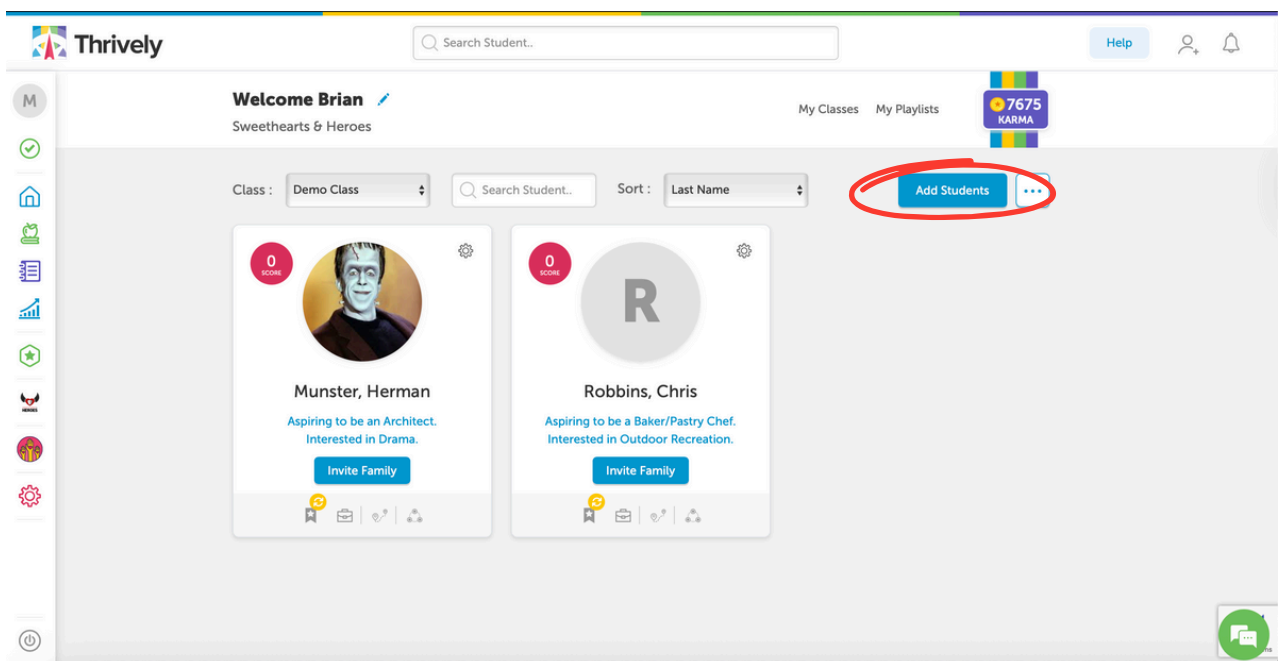 Thrively
Search Student..
Help
M
Welcome Brian
Sweethearts & Heroes
My Classes My Playlists
7675
KARMA
Class : Demo Class Search Student.. Sort : Last Name Add Students
0
SCORE
Munster, Herman
Aspiring to be an Architect.
Interested in Drama.
Invite Family
0
SCORE
R
Robbins, Chris
Aspiring to be a Baker/Pastry Chef.
Interested in Outdoor Recreation.
Invite Family
HEROES